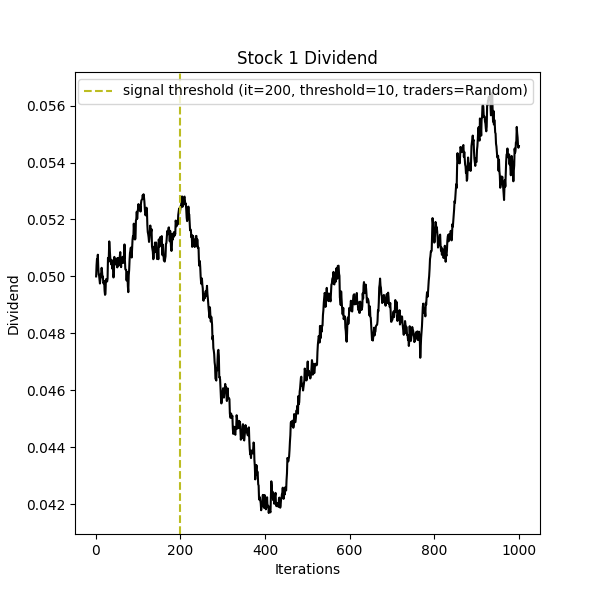 Stock 1 Dividend
signal threshold (it=200, threshold=10, traders=Random)
0.056
0.054
0.052
0.050
0.048
0.046
0.044
0.042
Dividend
0 200 400 600 800 1000
Iterations